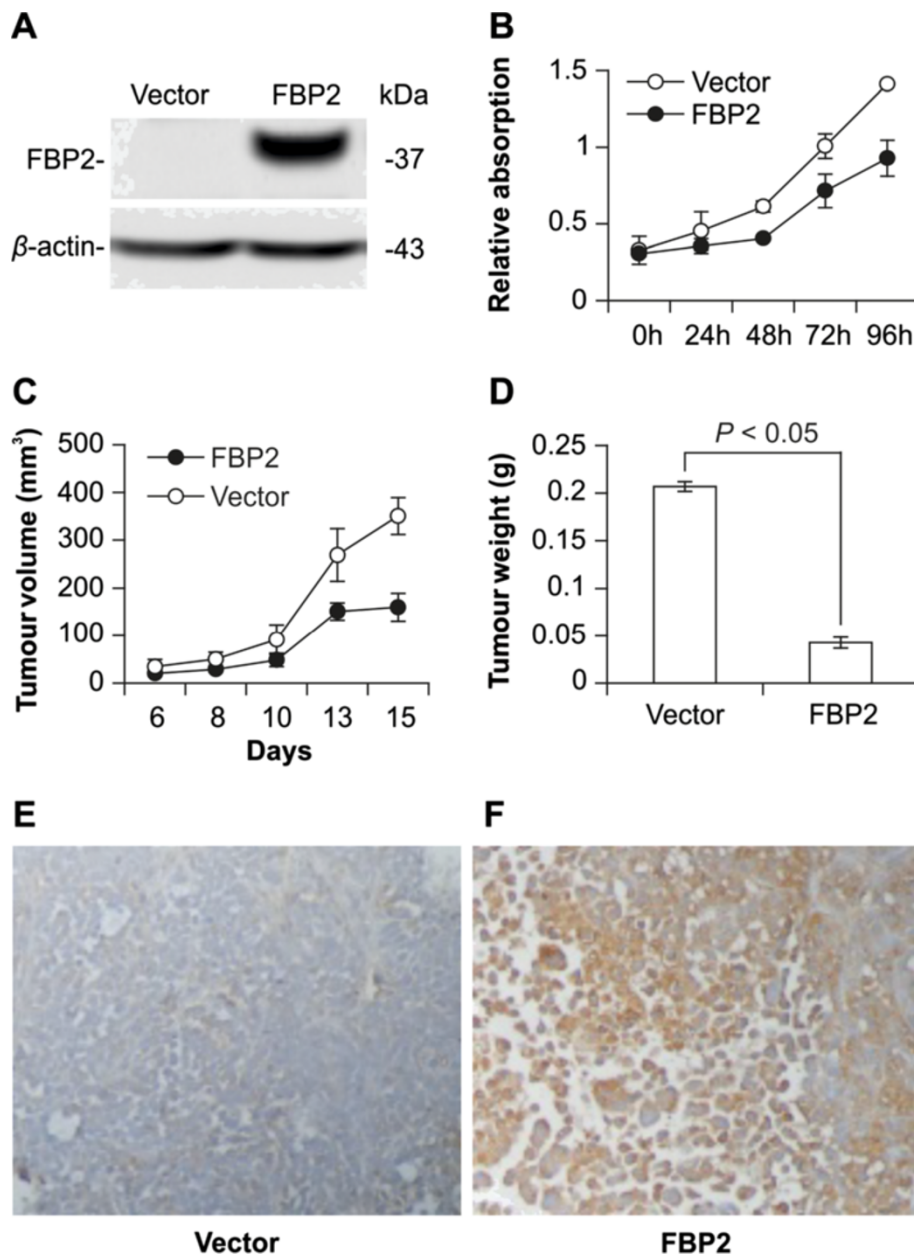 A
Vector FBP2 kDa
FBP2- -37
β-actin- -43
B
Relative absorption
1.5
1
0.5
0
Vector
FBP2
0h 24h 48h 72h 96h
C
Tumour volume (mm³)
500
400
300
200
100
0
FBP2
Vector
6 8 10 13 15
Days
D
Tumour weight (g)
0.25
0.2
0.15
0.1
0.05
0
P < 0.05
Vector FBP2
E
Vector
F
FBP2